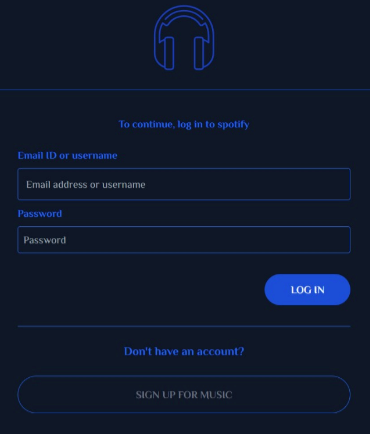 To continue, log in to spotify
Email ID or username
Email address or username
Password
Password
LOG IN
Don't have an account?
SIGN UP FOR MUSIC